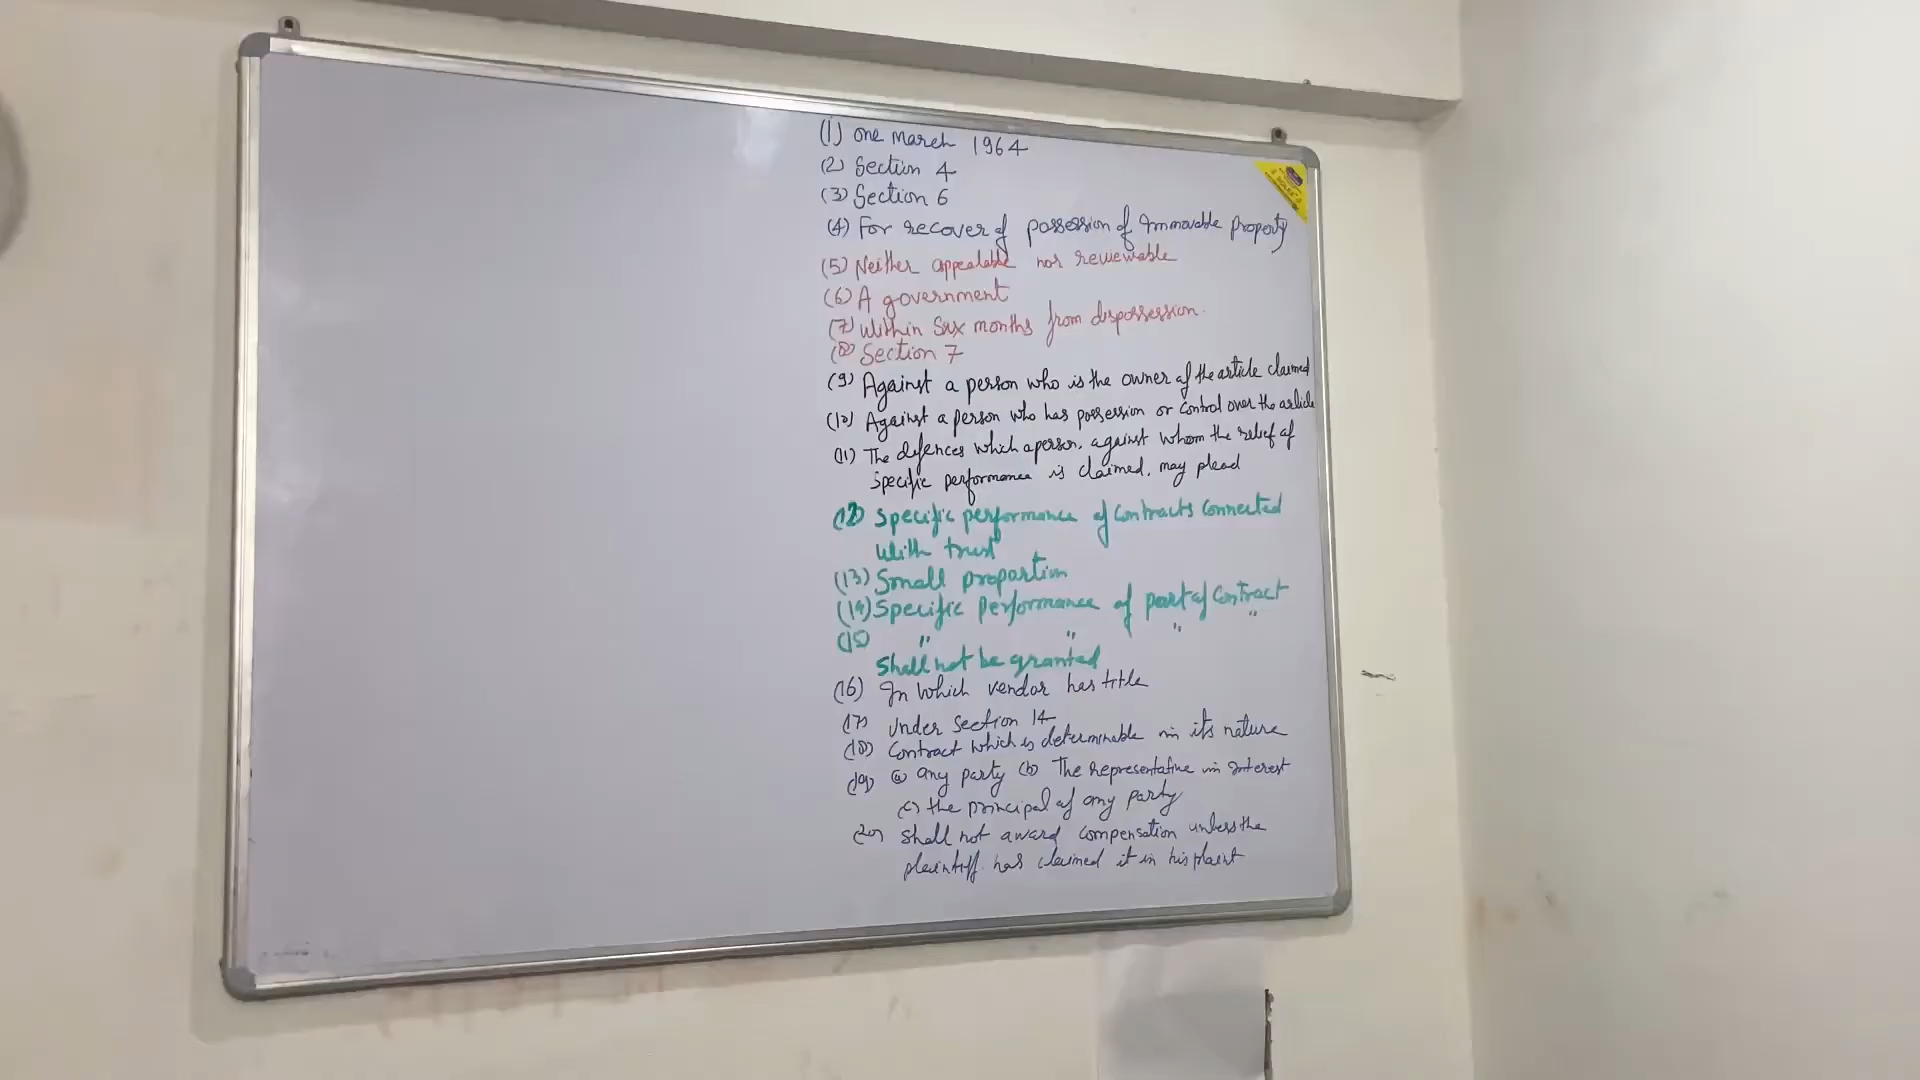 (1) one March 1964
(2) Section 4
(3) Section 6
(4) For recover of possession of Immovable property
(5) Neither appealable nor reviewable
(6) A government
(7) Within Six months from dispossession.
(8) Section 7
(9) Against a person who is the owner of the article claimed
(10) Against a person who has possession or control over the article
(11) The defences which a person, against whom the relief of
specific performance is claimed, may plead
(12) Specific performance of contracts connected
with trust
(13) Small proportion
(14) Specific performance of part of contract
(15) " " " "
Shall not be granted
(16) In which vendor has title
(17) Under section 14
(18) Contract which is determinable in its nature
(19) (a) any party (b) The representative in interest
(c) the principal of any party
(20) Shall not award compensation unless the
plaintiff has claimed it in his plaint